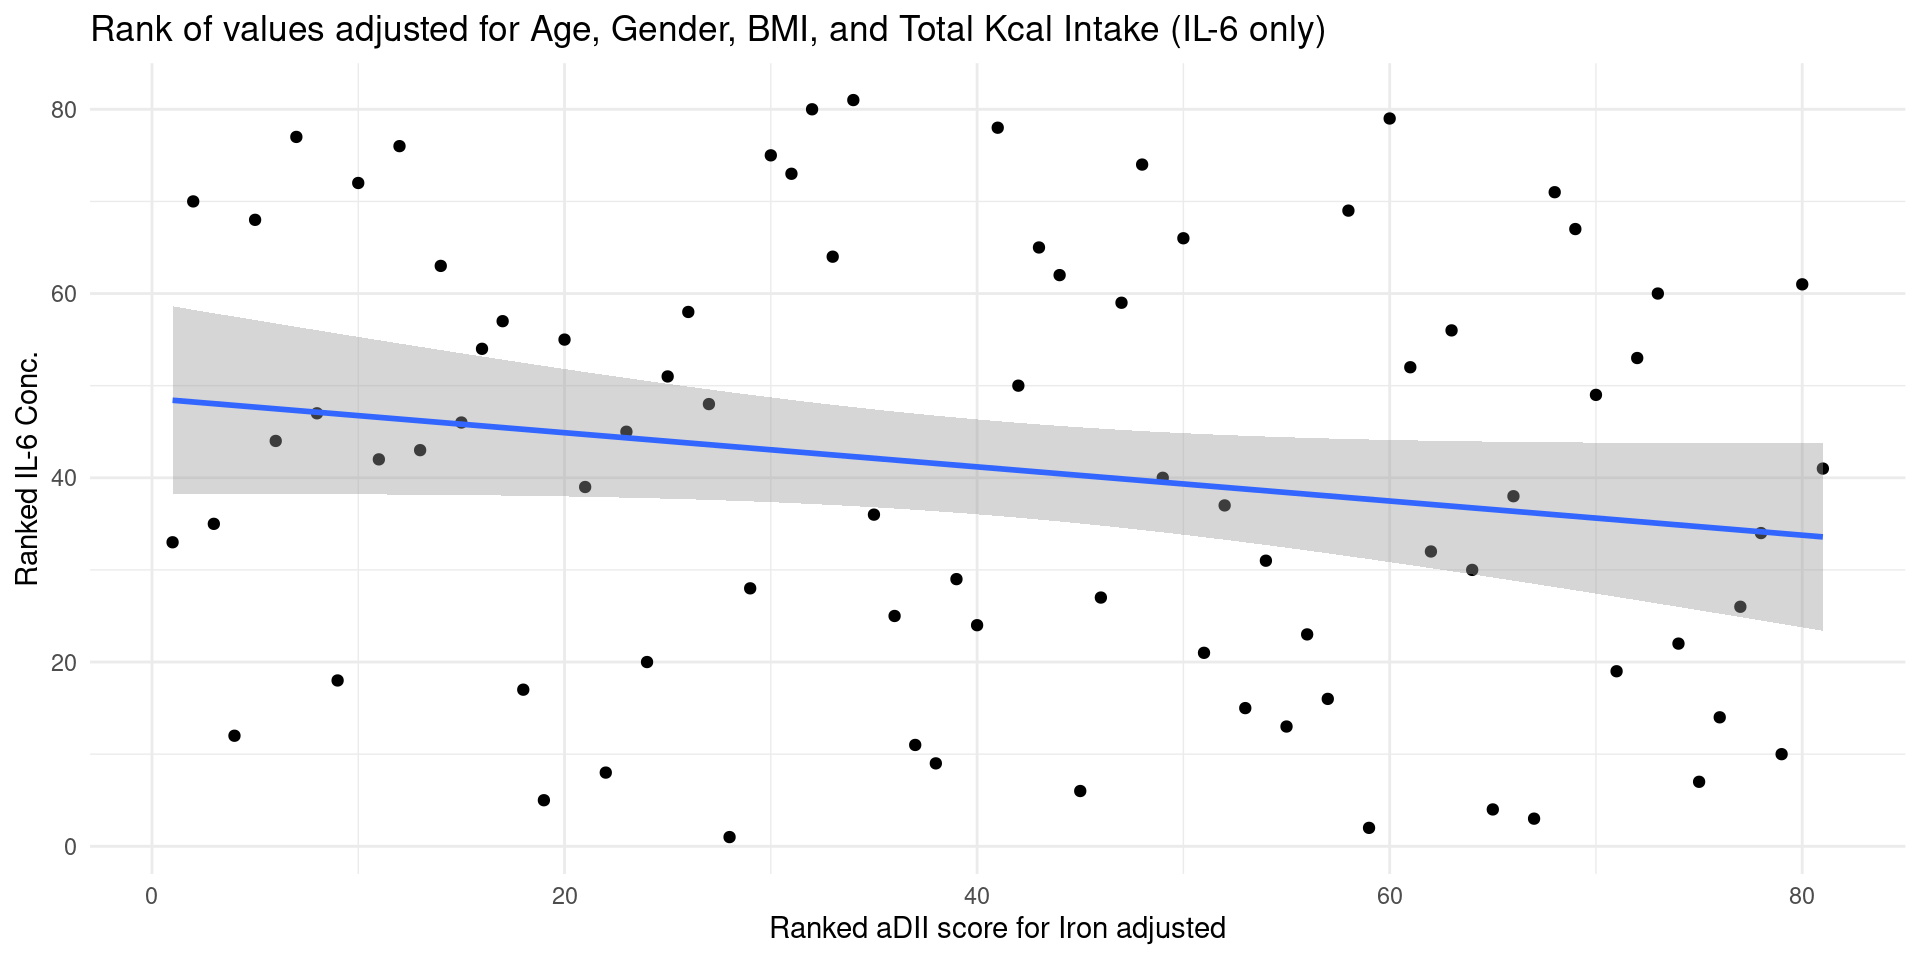 Rank of values adjusted for Age, Gender, BMI, and Total Kcal Intake (IL-6 only)
80
60
40
20
0
Ranked IL-6 Conc.
0 20 40 60 80
Ranked aDII score for Iron adjusted